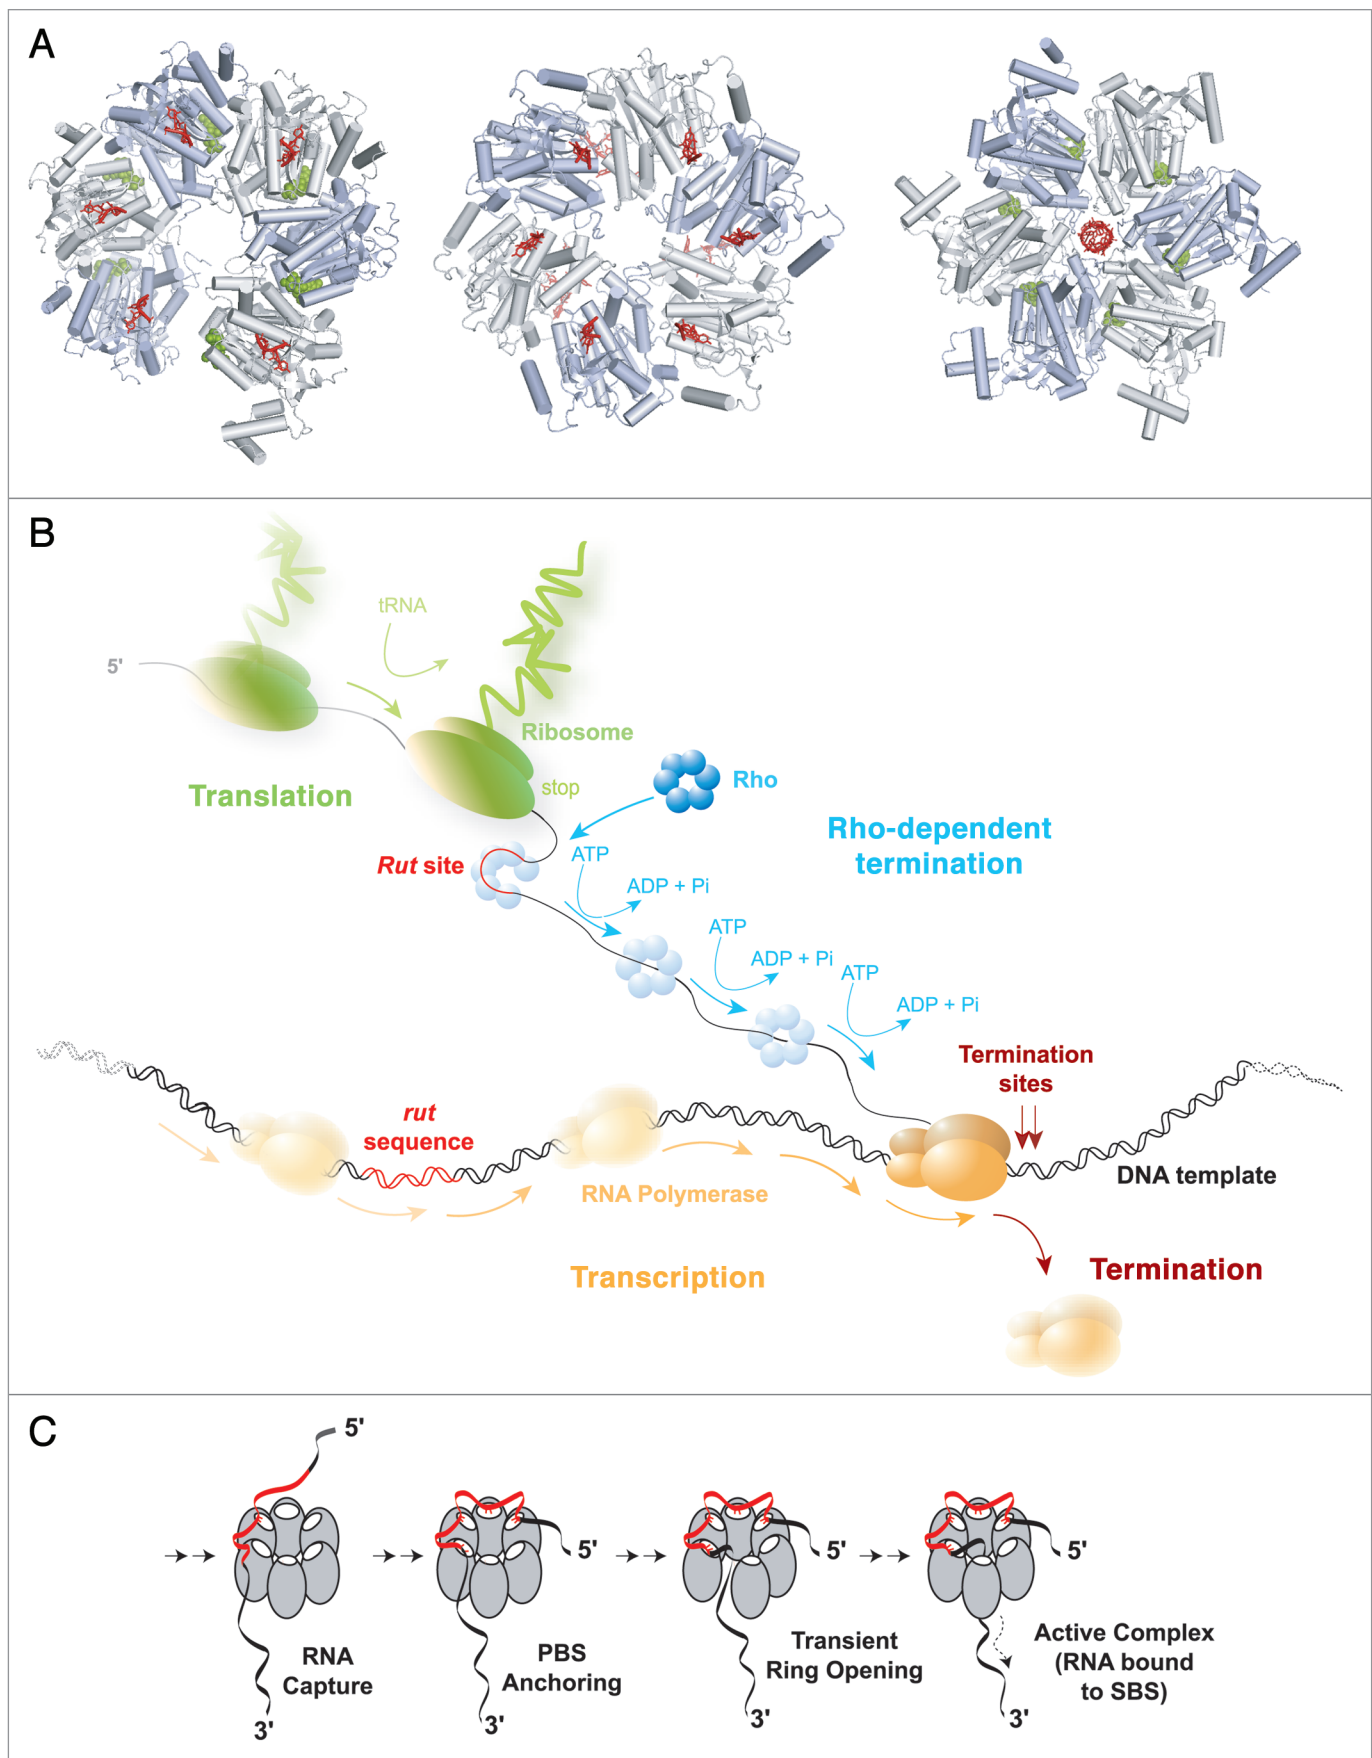 A
B
5'
tRNA
Ribosome
stop
Translation
Rho
Rho-dependent
termination
Rut site
ATP
ADP + Pi
ATP
ADP + Pi
ATP
ADP + Pi
Termination
sites
rut
sequence
RNA Polymerase
DNA template
Transcription
Termination
C
5'
5'
5'
5'
RNA
Capture
3'
PBS
Anchoring
3'
Transient
Ring Opening
3'
Active Complex
(RNA bound
to SBS)
3'